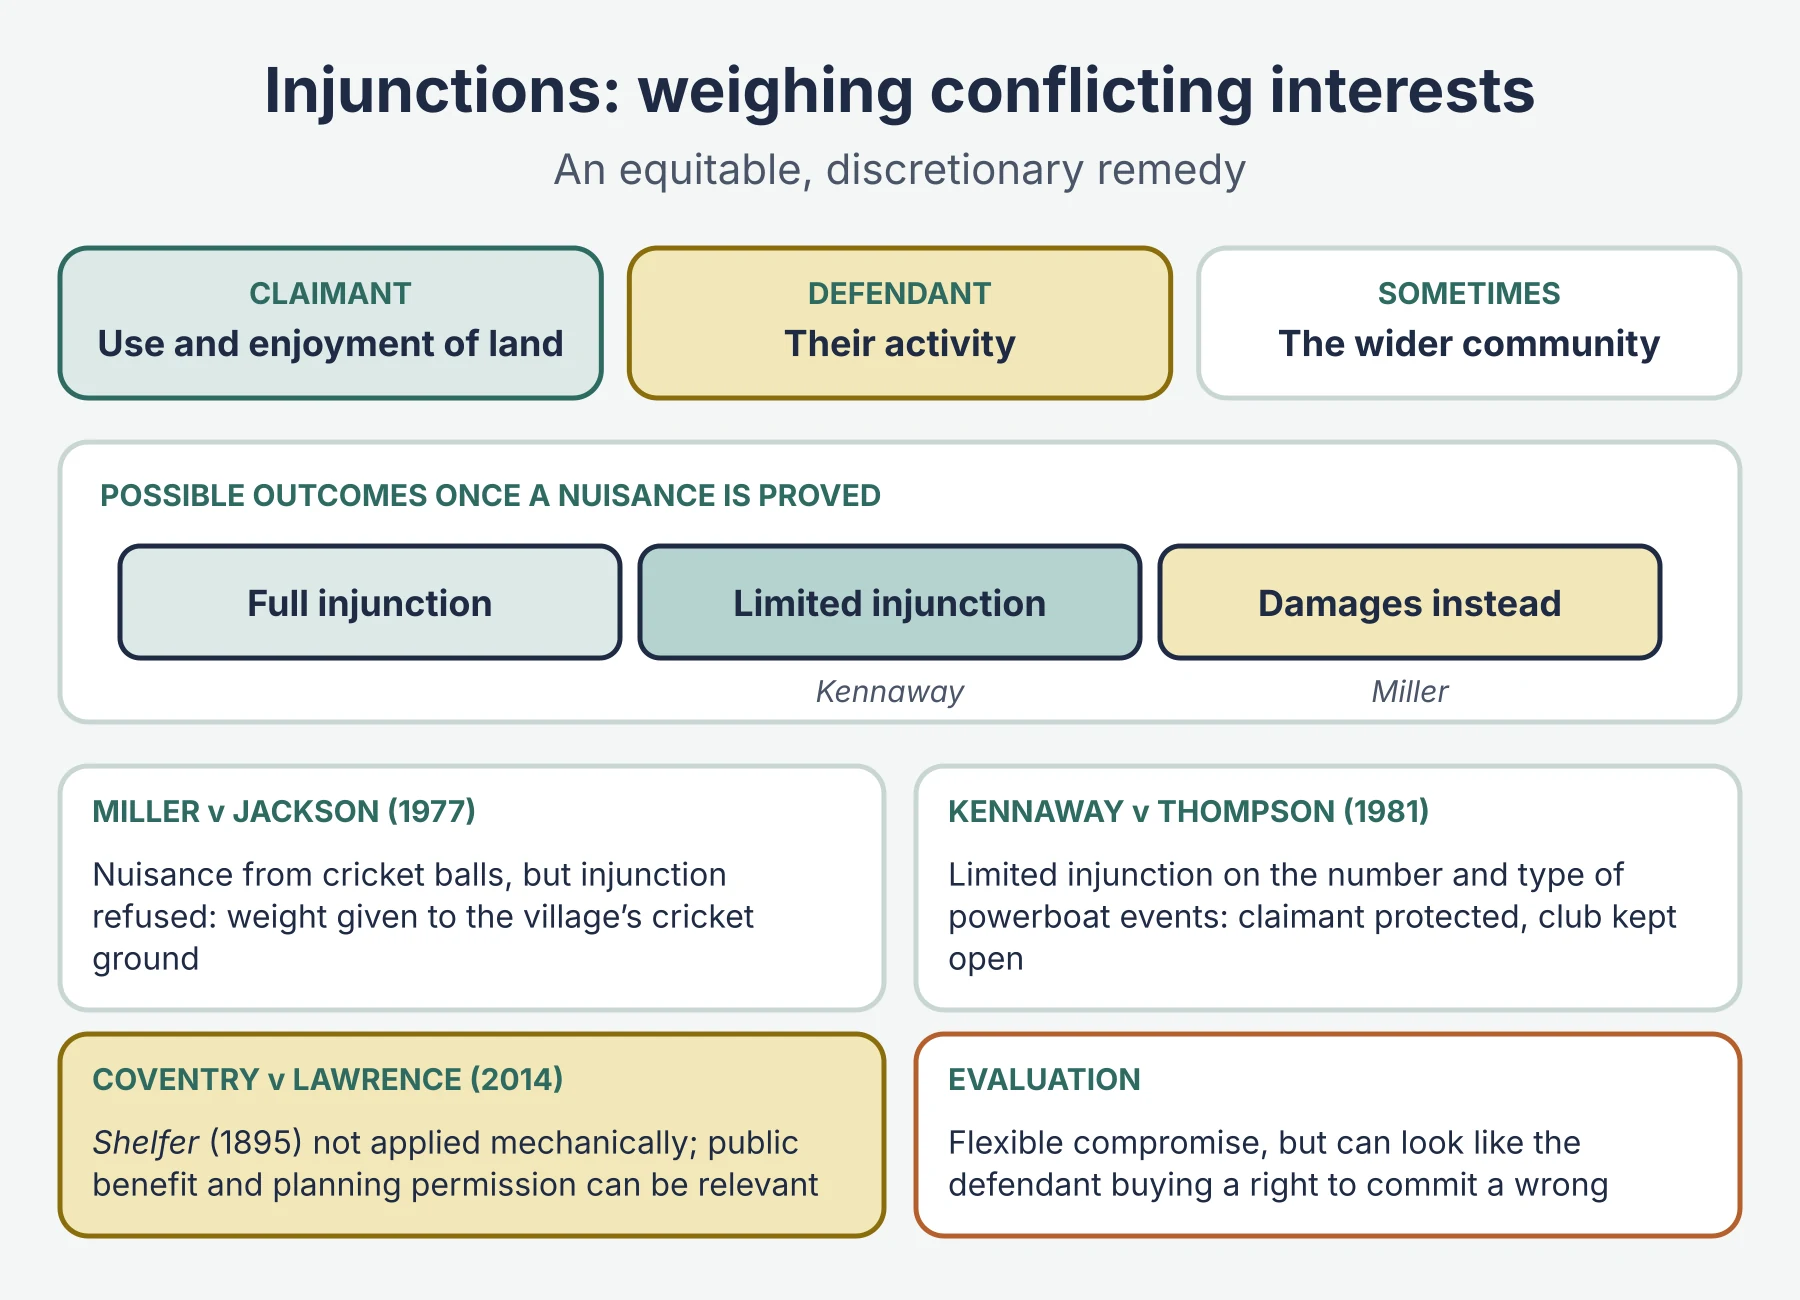 Injunctions: weighing conflicting interests
An equitable, discretionary remedy
CLAIMANT
Use and enjoyment of land
DEFENDANT
Their activity
SOMETIMES
The wider community
POSSIBLE OUTCOMES ONCE A NUISANCE IS PROVED
Full injunction
Limited injunction
Damages instead
Kennaway
Miller
MILLER v JACKSON (1977)
Nuisance from cricket balls, but injunction
refused: weight given to the village’s cricket
ground
KENNAWAY v THOMPSON (1981)
Limited injunction on the number and type of
powerboat events: claimant protected, club kept
open
COVENTRY v LAWRENCE (2014)
Shelfer (1895) not applied mechanically; public
benefit and planning permission can be relevant
EVALUATION
Flexible compromise, but can look like the
defendant buying a right to commit a wrong